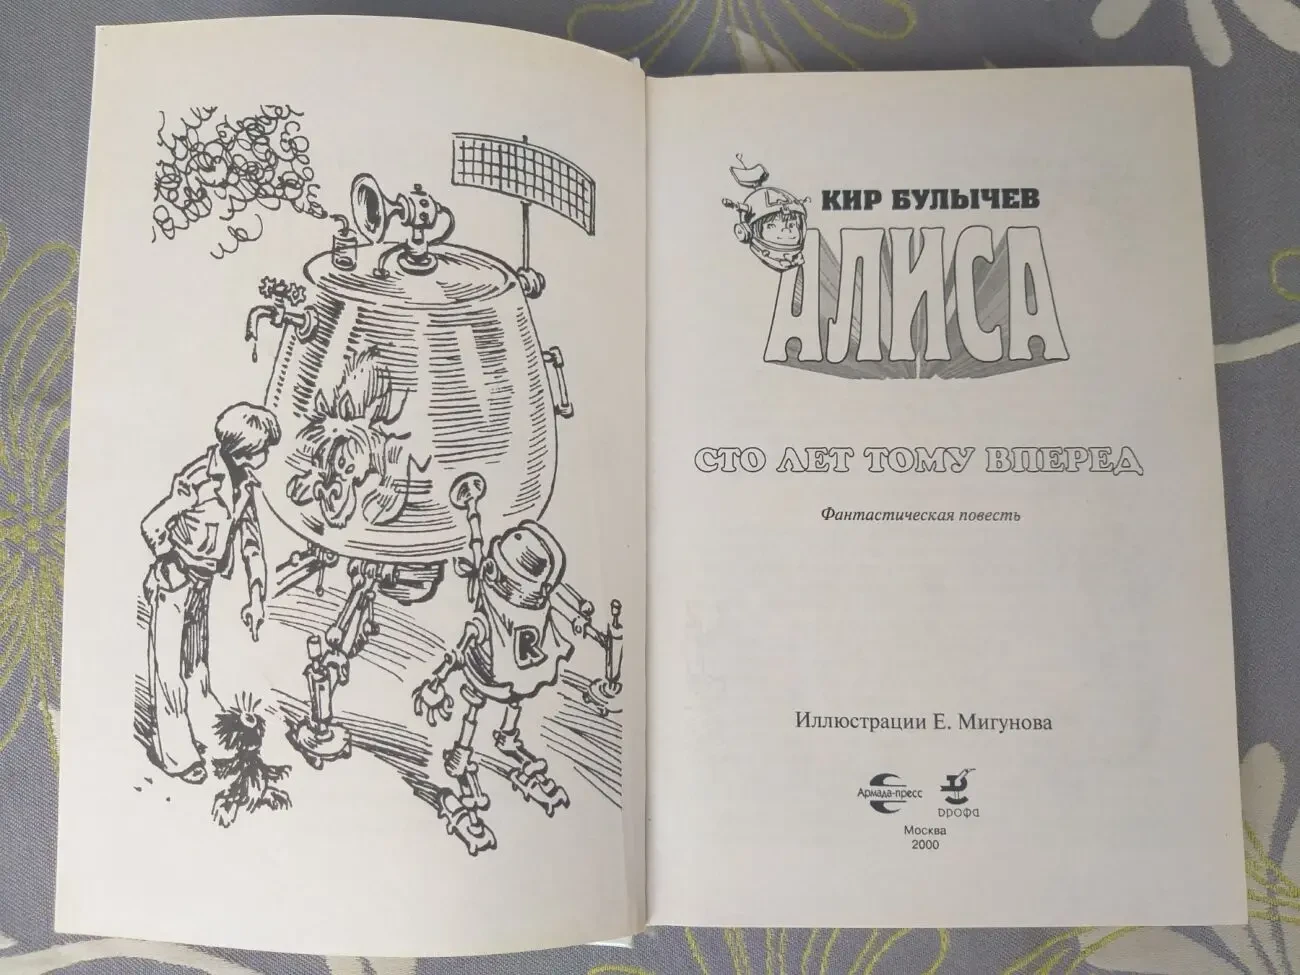 R
КИР БУЛЫЧЕВ
АЛИСА
СТО ЛЕТ ТОМУ ВПЕРЕД
Фантастическая повесть
Иллюстрации Е. Мигунова
Армада-пресс
Дрофа
Москва
2000